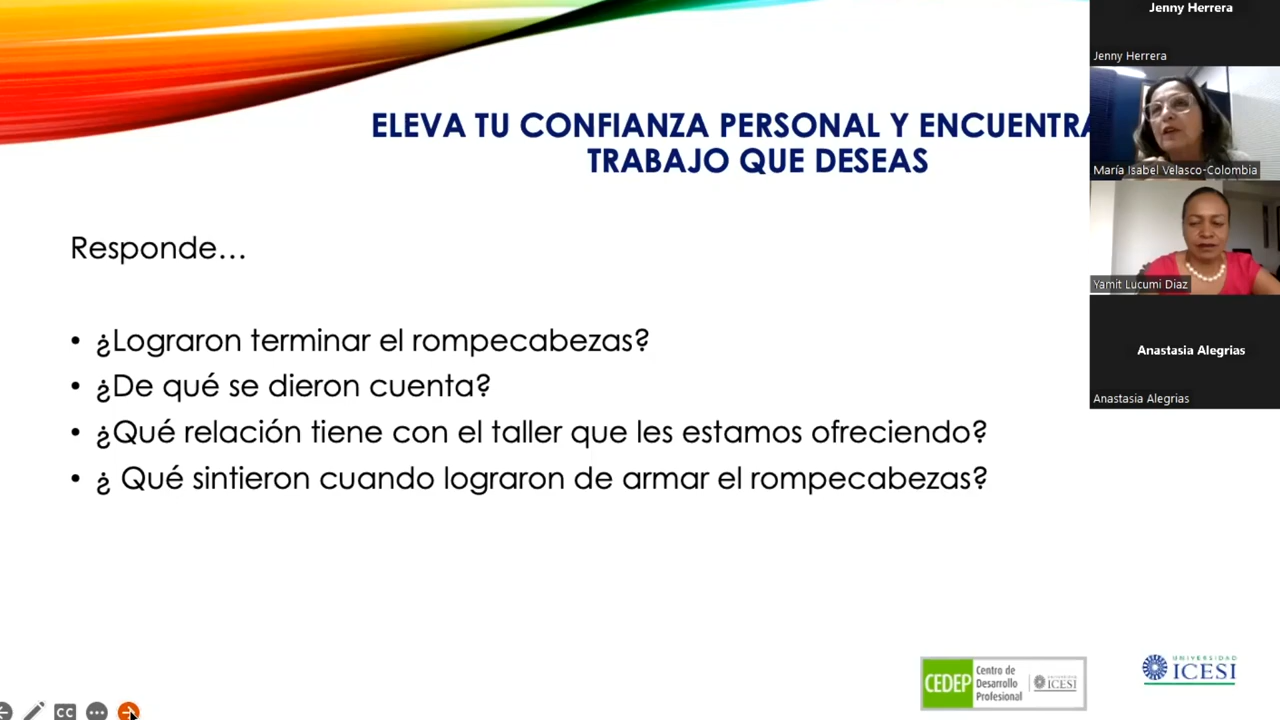 Jenny Herrera
Jenny Herrera
ELEVA TU CONFIANZA PERSONAL Y ENCUENTRA
TRABAJO QUE DESEAS
María Isabel Velasco-Colombia
Responde...
Yamit Lucumi Diaz
¿Lograron terminar el rompecabezas?
Anastasia Alegrias
¿De qué se dieron cuenta?
Anastasia Alegrias
¿Qué relación tiene con el taller que les estamos ofreciendo?
¿ Qué sintieron cuando lograron de armar el rompecabezas?
CEDEP
Centro de
Desarrollo
Profesional
UNIVERSIDAD
ICESI
UNIVERSIDAD
ICESI
CC